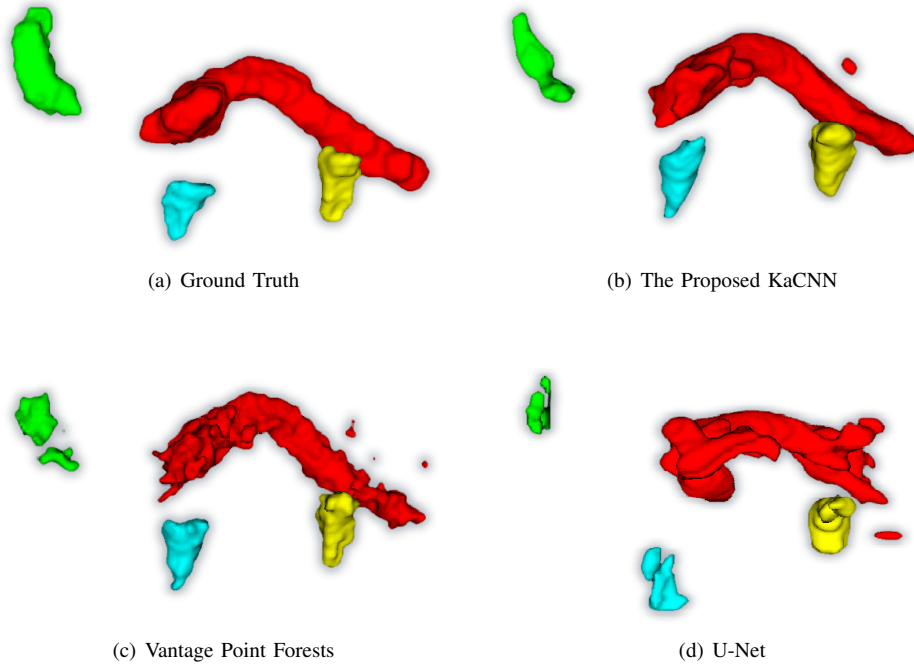 (a) Ground Truth
(b) The Proposed KaCNN
(c) Vantage Point Forests
(d) U-Net